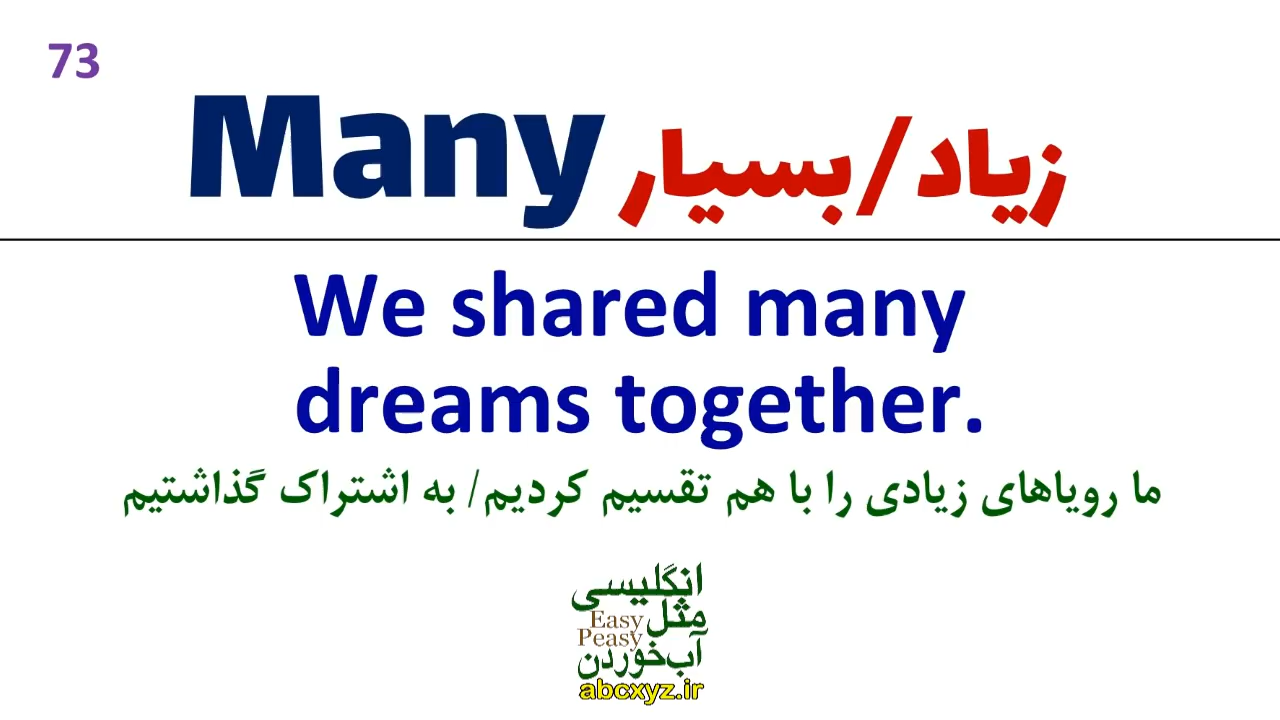 73
Many زیاد/بسیار
We shared many
dreams together.
ما رویاهای زیادی را با هم تقسیم کردیم/ به اشتراک گذاشتیم
انگلیسی
مثل Easy
Peasy
آب‌خوردن
abcxyz.ir